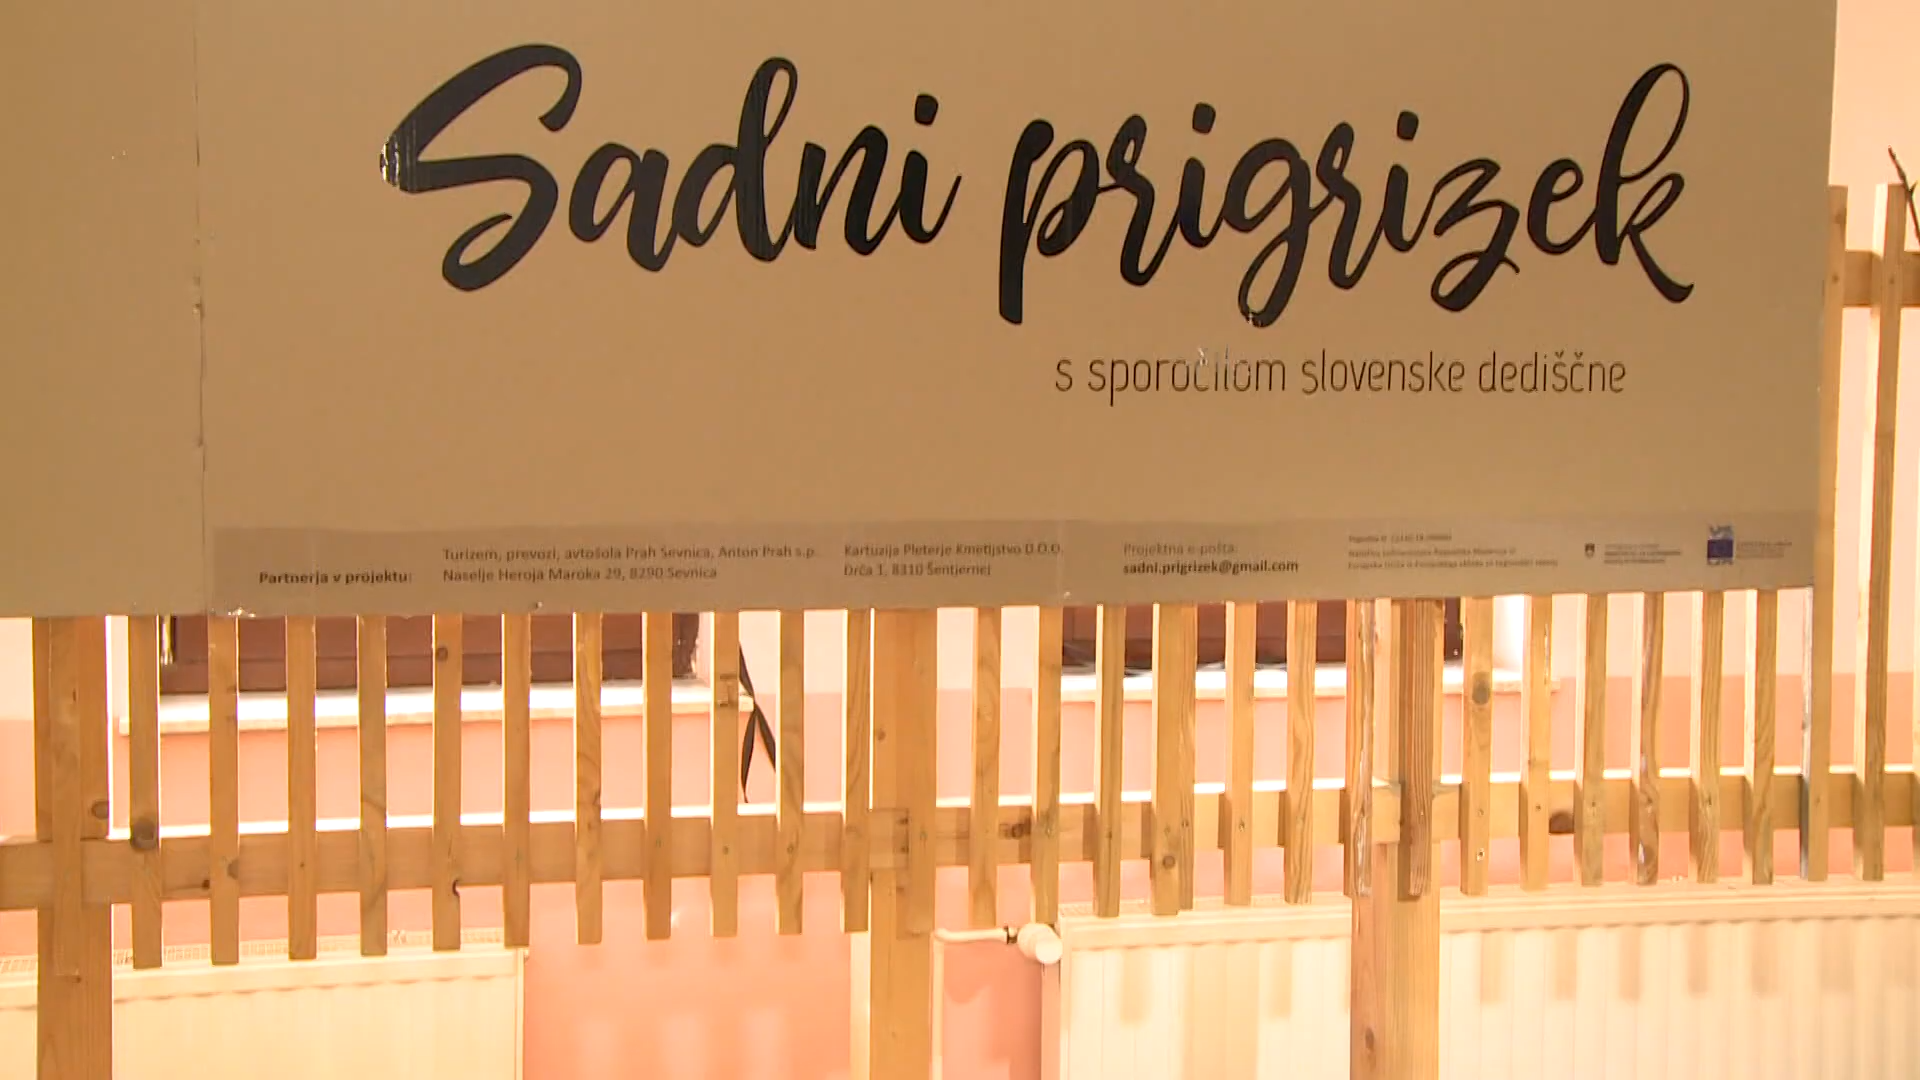 Sadni prigrizek
s sporočilom slovenske dediščne
Partnerja v projektu:
Turizem, prevozi, avtošola Prah Sevnica, Anton Prah s.p.
Naselje Heroja Maroka 29, 8290 Sevnica
Kartuzija Pleterje Kmetijstvo D.O.O.
Drča 1, 8310 Šentjernej
Projektna e-pošta:
sadni.prigrizek@gmail.com